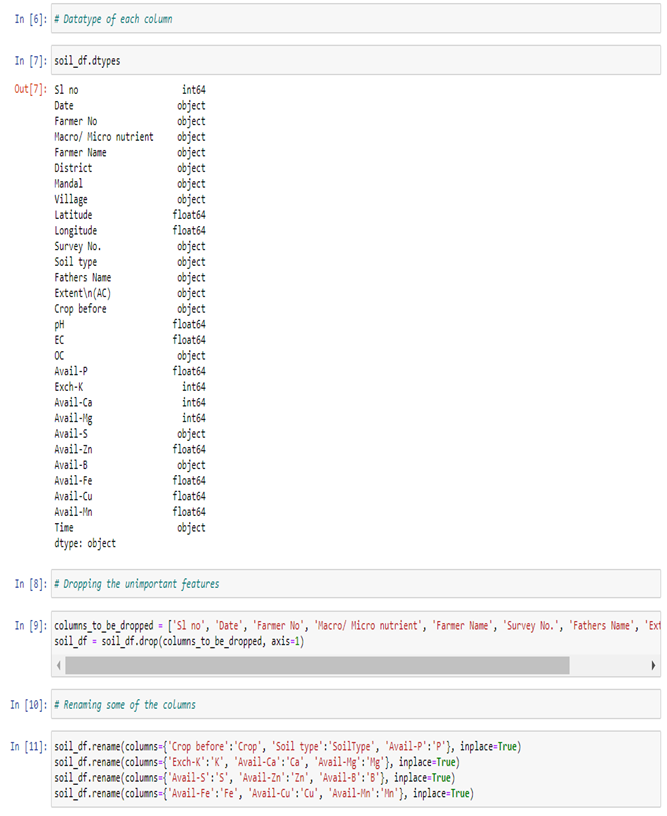 In [6]: # Datatype of each column
In [7]: soil_df.dtypes
Out[7]: Sl no int64
Date object
Farmer No object
Macro/ Micro nutrient object
Farmer Name object
District object
Mandal object
Village object
Latitude float64
Longitude float64
Survey No. object
Soil type object
Fathers Name object
Extent\n(AC) object
Crop before object
pH float64
EC float64
OC object
Avail-P float64
Exch-K int64
Avail-Ca int64
Avail-Mg int64
Avail-S object
Avail-Zn float64
Avail-B object
Avail-Fe float64
Avail-Cu float64
Avail-Mn float64
Time object
dtype: object
In [8]: # Dropping the unimportant features
In [9]: columns_to_be_dropped = ['Sl no', 'Date', 'Farmer No', 'Macro/ Micro nutrient', 'Farmer Name', 'Survey No.', 'Fathers Name', 'Ext
soil_df = soil_df.drop(columns_to_be_dropped, axis=1)
In [10]: # Renaming some of the columns
In [11]: soil_df.rename(columns={'Crop before':'Crop', 'Soil type':'SoilType', 'Avail-P':'P'}, inplace=True)
soil_df.rename(columns={'Exch-K':'K', 'Avail-Ca':'Ca', 'Avail-Mg':'Mg'}, inplace=True)
soil_df.rename(columns={'Avail-S':'S', 'Avail-Zn':'Zn', 'Avail-B':'B'}, inplace=True)
soil_df.rename(columns={'Avail-Fe':'Fe', 'Avail-Cu':'Cu', 'Avail-Mn':'Mn'}, inplace=True)